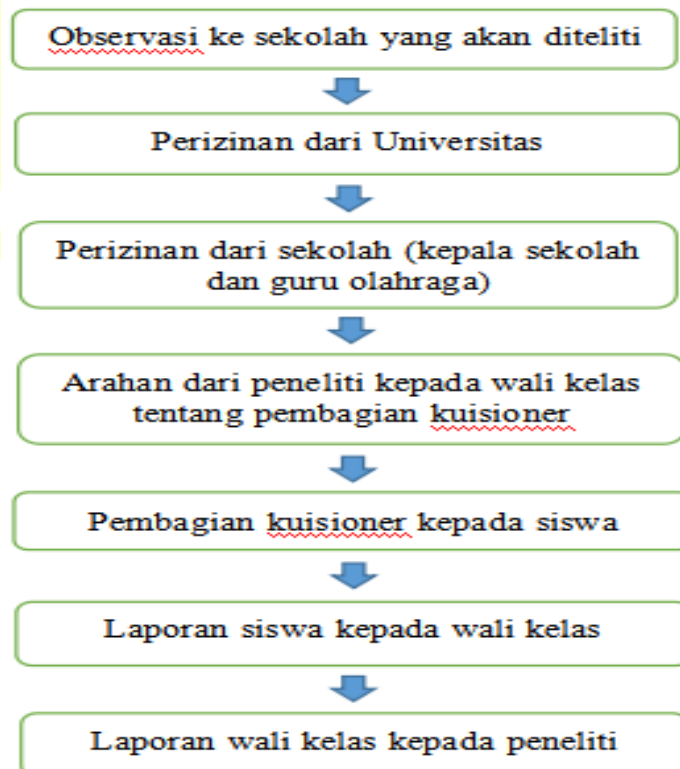 Observasi ke sekolah yang akan diteliti
Perizinan dari Universitas
Perizinan dari sekolah (kepala sekolah
dan guru olahraga)
Arahan dari peneliti kepada wali kelas
tentang pembagian kuisioner
Pembagian kuisioner kepada siswa
Laporan siswa kepada wali kelas
Laporan wali kelas kepada peneliti